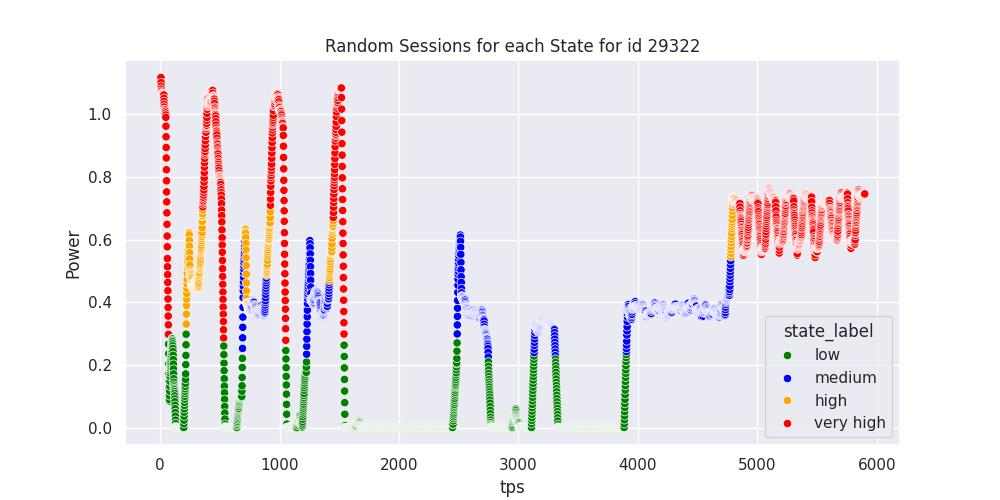 Random Sessions for each State for id 29322
Power
1.0
0.8
0.6
0.4
0.2
0.0
0
1000
2000
3000
4000
5000
6000
tps
state_label
low
medium
high
very high